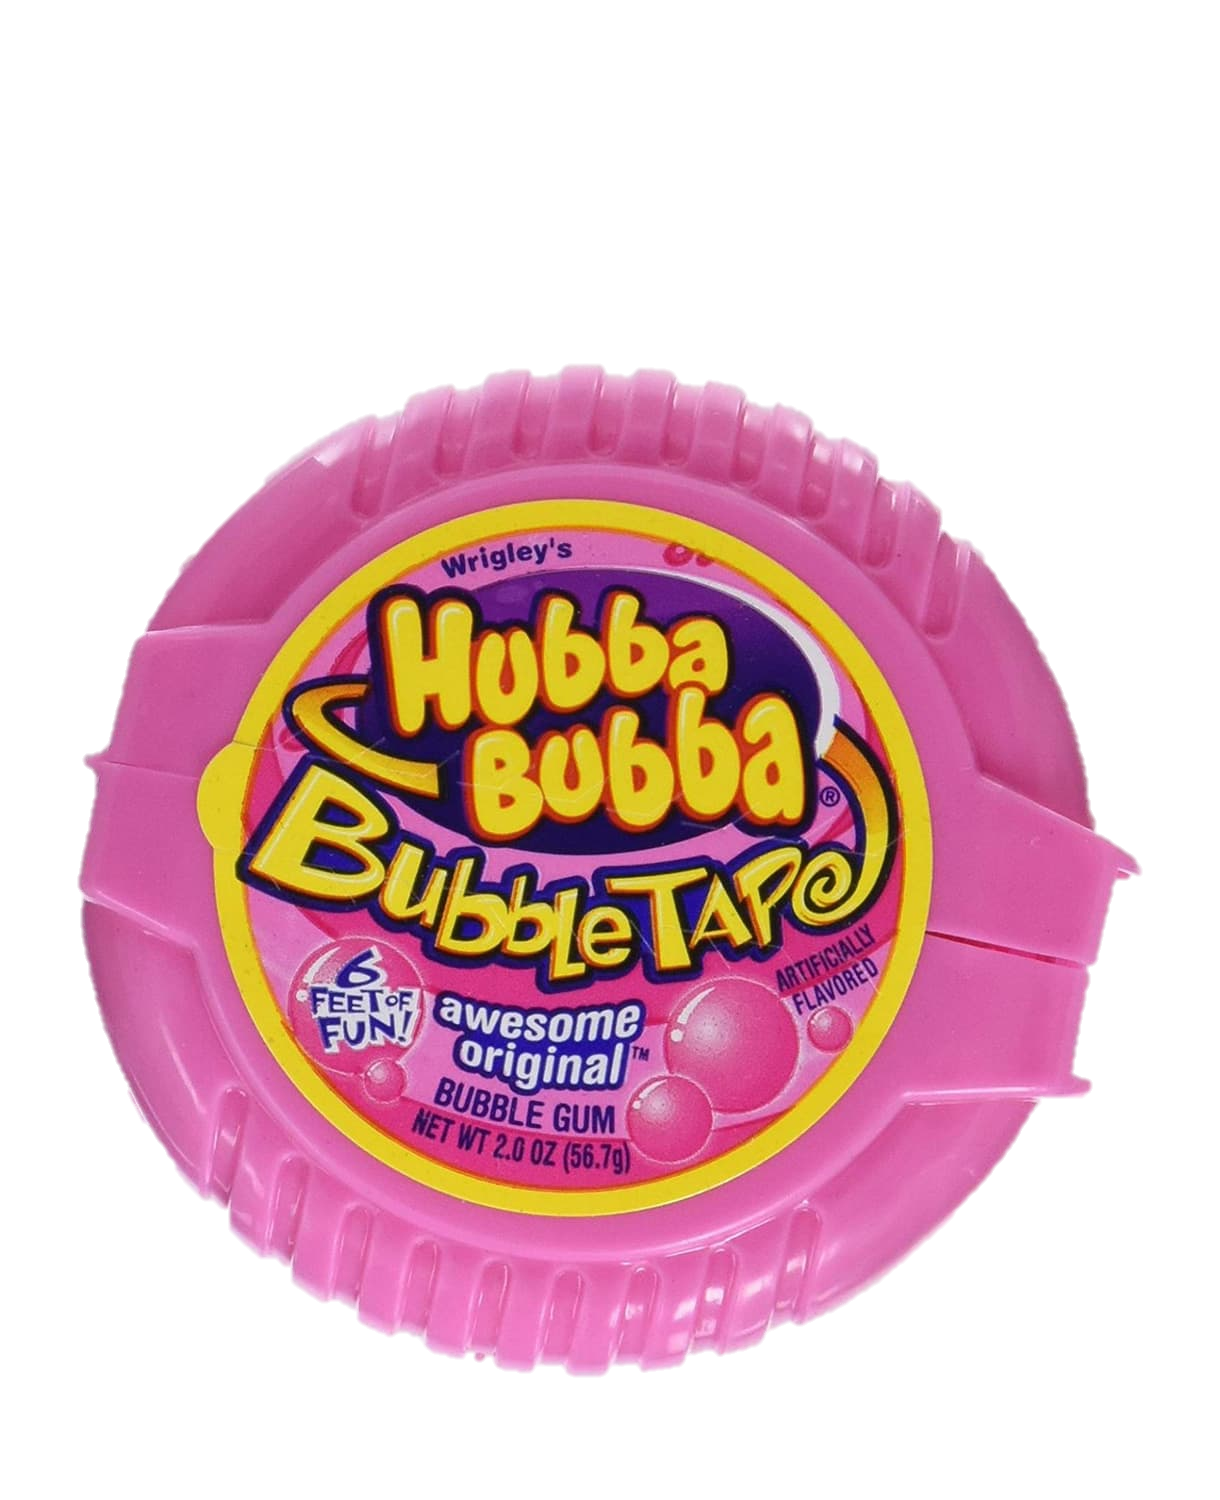 Wrigley's
Hubba
Bubba®
Bubble Tape
6
FEET OF
FUN!
awesome
original™
BUBBLE GUM
NET WT 2.0 OZ (56.7g)
ARTIFICIALLY
FLAVORED